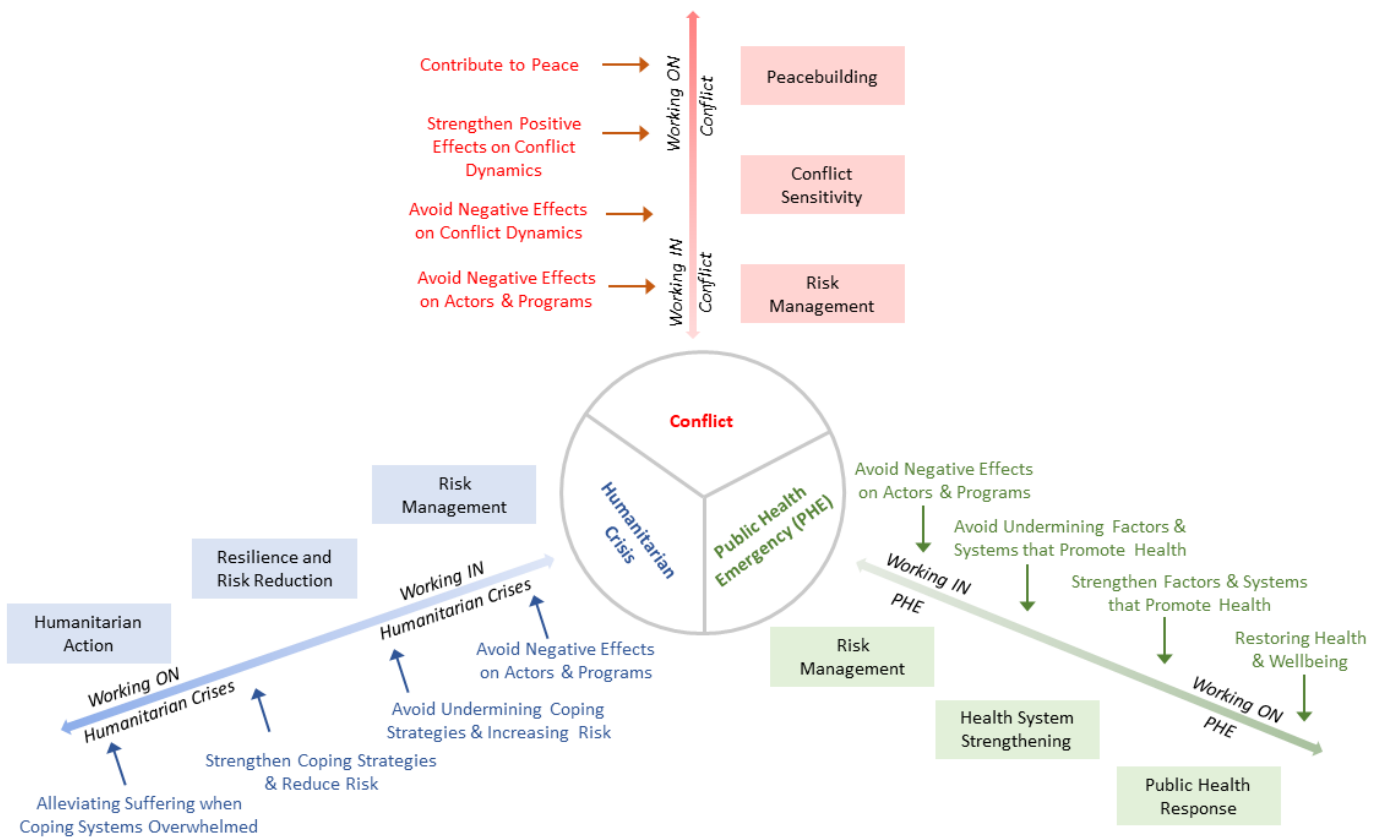 Contribute to Peace
Strengthen Positive
Effects on Conflict
Dynamics
Avoid Negative Effects
on Conflict Dynamics
Avoid Negative Effects
on Actors & Programs
Working ON
Conflict
Working IN
Conflict
Peacebuilding
Conflict
Sensitivity
Risk
Management
Conflict
Humanitarian
Crisis
Public Health
Emergency (PHE)
Risk
Management
Resilience and
Risk Reduction
Humanitarian
Action
Working IN
Humanitarian Crises
Working ON
Humanitarian Crises
Avoid Negative Effects
on Actors & Programs
Avoid Undermining Coping
Strategies & Increasing Risk
Strengthen Coping Strategies
& Reduce Risk
Alleviating Suffering when
Coping Systems Overwhelmed
Avoid Negative Effects
on Actors & Programs
Avoid Undermining Factors &
Systems that Promote Health
Strengthen Factors & Systems
that Promote Health
Restoring Health
& Wellbeing
Working IN
PHE
Working ON
PHE
Risk
Management
Health System
Strengthening
Public Health
Response